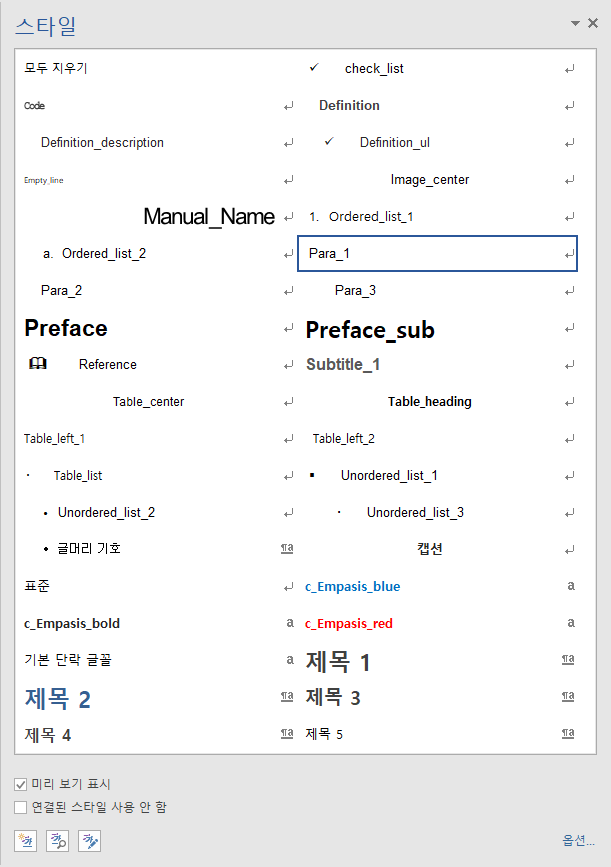 스타일
모두 지우기
✓ check_list
Code
Definition
Definition_description
✓ Definition_ul
Empty_line
Image_center
Manual_Name
1. Ordered_list_1
a. Ordered_list_2
Para_1
Para_2
Para_3
Preface
Preface_sub
Reference
Subtitle_1
Table_center
Table_heading
Table_left_1
Table_left_2
· Table_list
▪ Unordered_list_1
• Unordered_list_2
· Unordered_list_3
• 글머리 기호 ¶a
캡션
표준
c_Empasis_blue a
c_Empasis_bold a
c_Empasis_red a
기본 단락 글꼴 a
제목 1 ¶a
제목 2 ¶a
제목 3 ¶a
제목 4 ¶a
제목 5 ¶a
미리 보기 표시
연결된 스타일 사용 안 함
옵션...